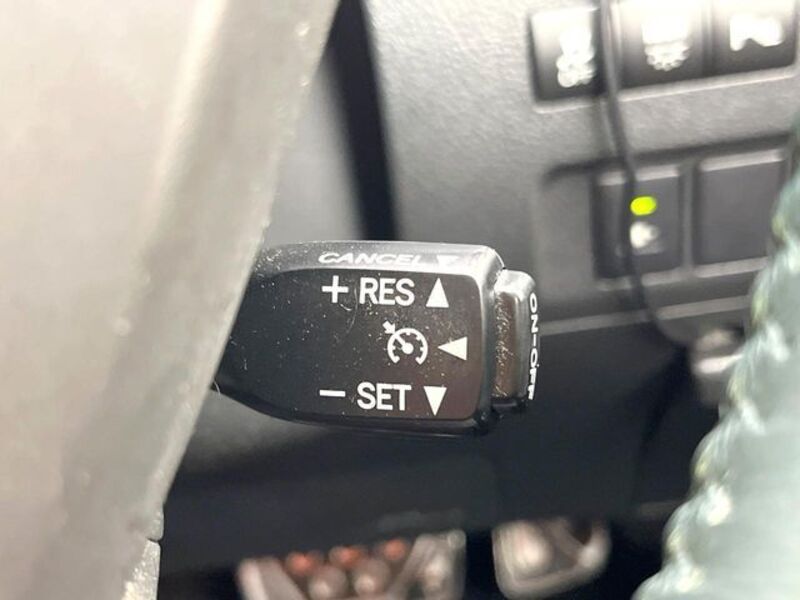 CANCEL
+ RES
- SET
ON-OFF